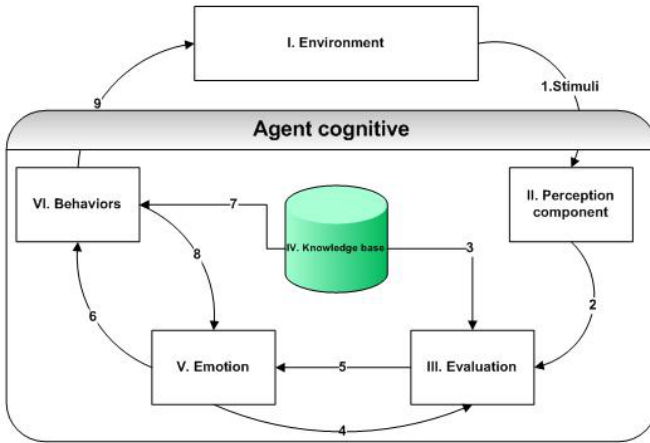 I. Environment
1.Stimuli
9
Agent cognitive
VI. Behaviors
7
IV. Knowledge base
3
II. Perception
component
8
2
6
V. Emotion
5
III. Evaluation
4